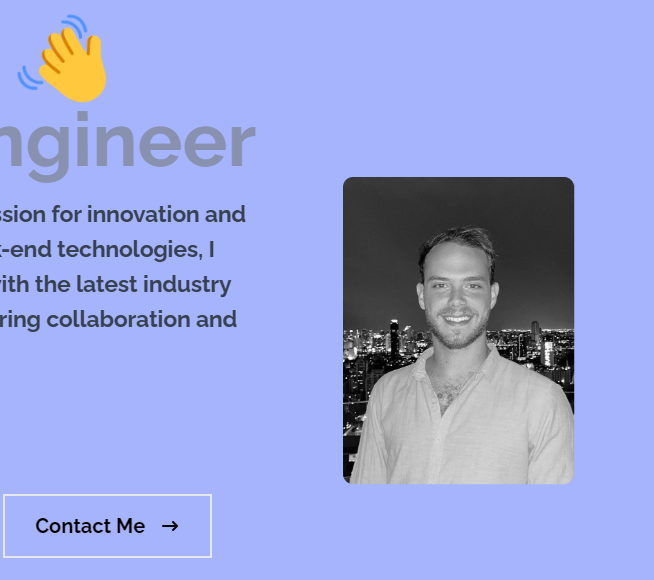 ngineer
ssion for innovation and
-end technologies, I
ith the latest industry
ring collaboration and
Contact Me →